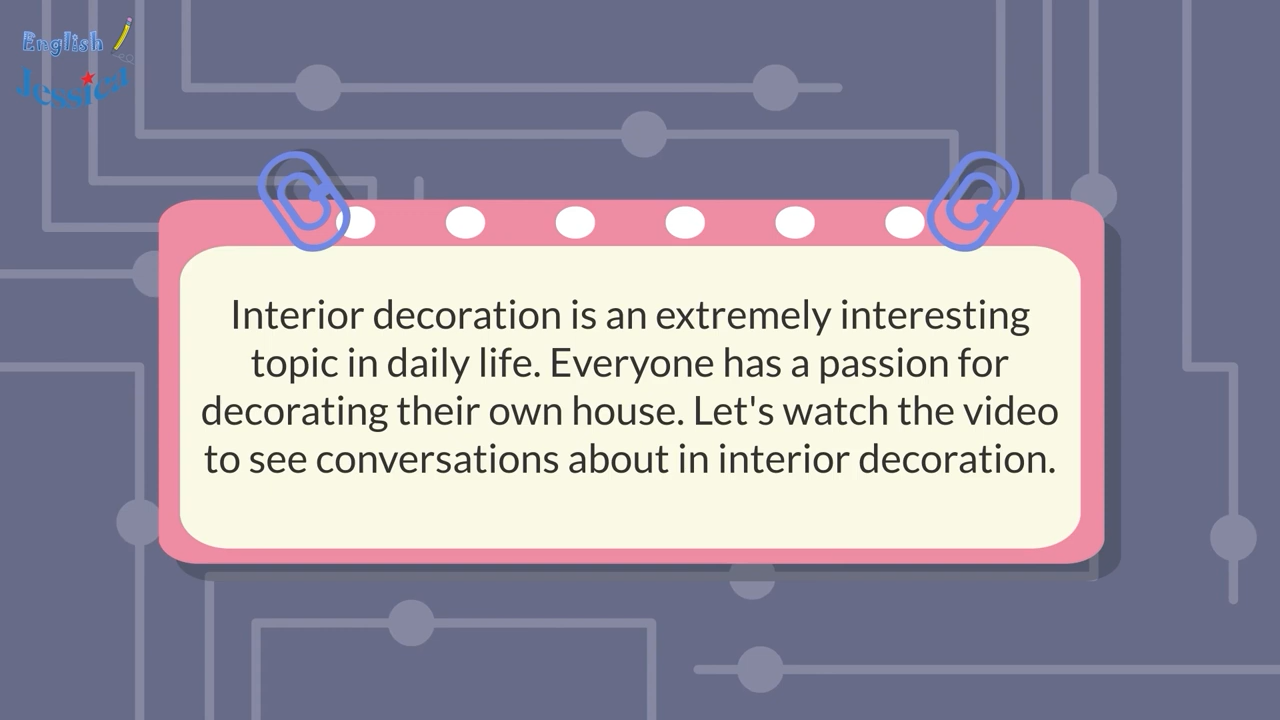 English
Jessica
Interior decoration is an extremely interesting
topic in daily life. Everyone has a passion for
decorating their own house. Let's watch the video
to see conversations about in interior decoration.